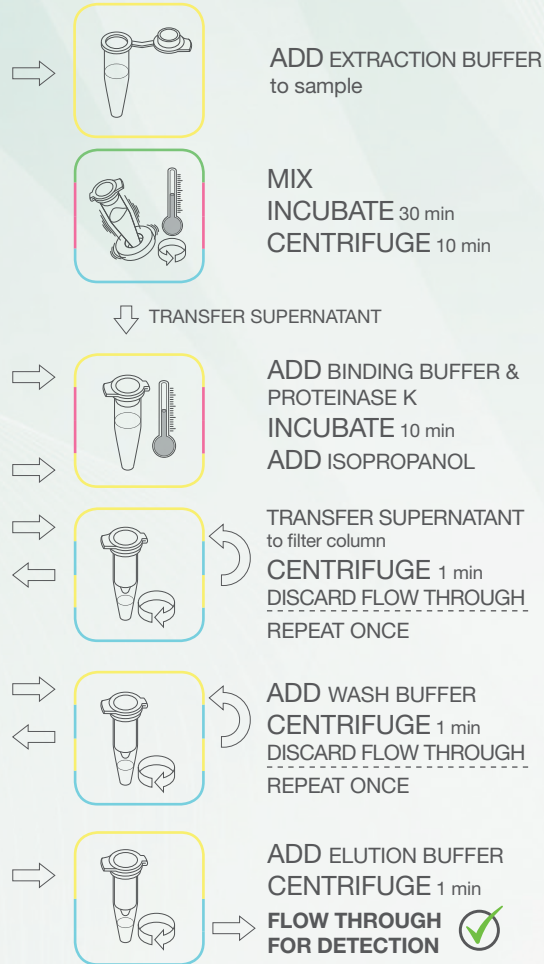 ADD EXTRACTION BUFFER
to sample
MIX
INCUBATE 30 min
CENTRIFUGE 10 min
TRANSFER SUPERNATANT
ADD BINDING BUFFER &
PROTEINASE K
INCUBATE 10 min
ADD ISOPROPANOL
TRANSFER SUPERNATANT
to filter column
CENTRIFUGE 1 min
DISCARD FLOW THROUGH
REPEAT ONCE
ADD WASH BUFFER
CENTRIFUGE 1 min
DISCARD FLOW THROUGH
REPEAT ONCE
ADD ELUTION BUFFER
CENTRIFUGE 1 min
FLOW THROUGH
FOR DETECTION